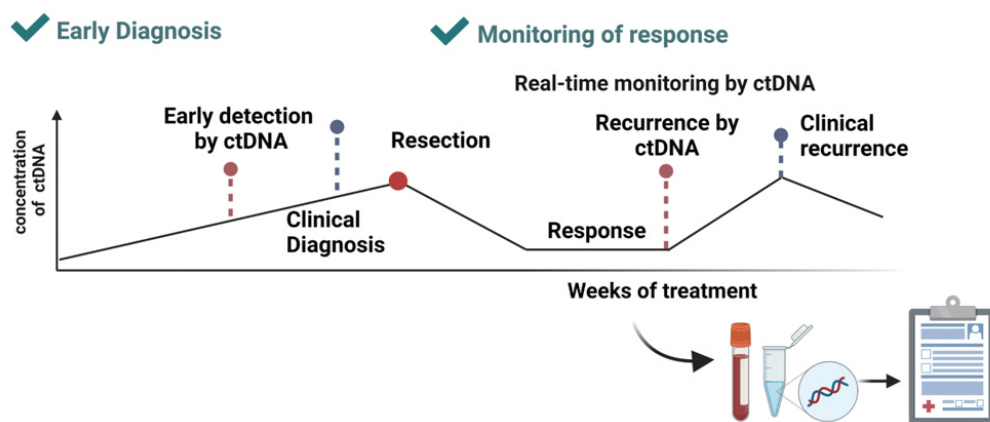 Early Diagnosis
Monitoring of response
Real-time monitoring by ctDNA
Early detection
by ctDNA
Resection
Recurrence by
ctDNA
Clinical
recurrence
concentration
of ctDNA
Clinical
Diagnosis
Response
Weeks of treatment